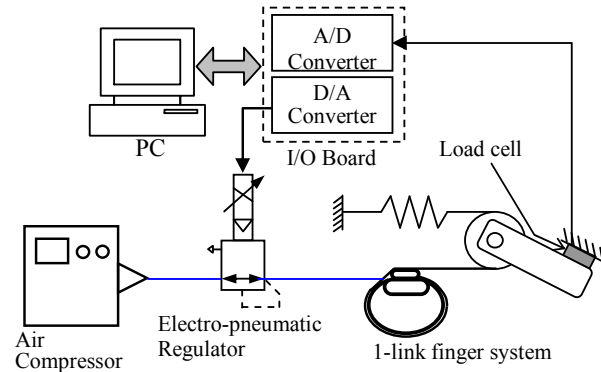 A/D
Converter
D/A
Converter
PC
I/O Board
Load cell
Electro-pneumatic
Regulator
Air
Compressor
1-link finger system